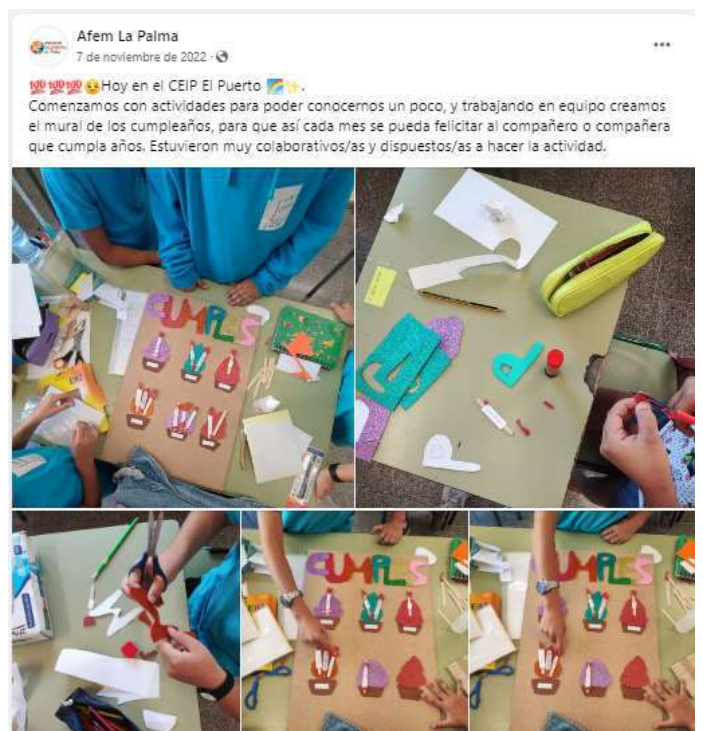 Afem La Palma
7 de noviembre de 2022 ·
💯💯💯😉Hoy en el CEIP El Puerto 🌈✨.
Comenzamos con actividades para poder conocernos un poco, y trabajando en equipo creamos
el mural de los cumpleaños, para que así cada mes se pueda felicitar al compañero o compañera
que cumpla años. Estuvieron muy colaborativos/as y dispuestos/as a hacer la actividad.
CUMPLES
CUMPLES
CUMPLES